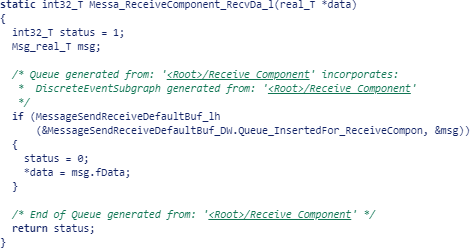 static int32_T Messa_ReceiveComponent_RecvDa_l(real_T *data)
{
  int32_T status = 1;
  Msg_real_T msg;

  /* Queue generated from: '<Root>/Receive Component' incorporates:
   *  DiscreteEventSubgraph generated from: '<Root>/Receive Component'
   */
  if (MessageSendReceiveDefaultBuf_lh
      (&MessageSendReceiveDefaultBuf_DW.Queue_InsertedFor_ReceiveCompon, &msg))
  {
    status = 0;
    *data = msg.fData;
  }

  /* End of Queue generated from: '<Root>/Receive Component' */
  return status;
}